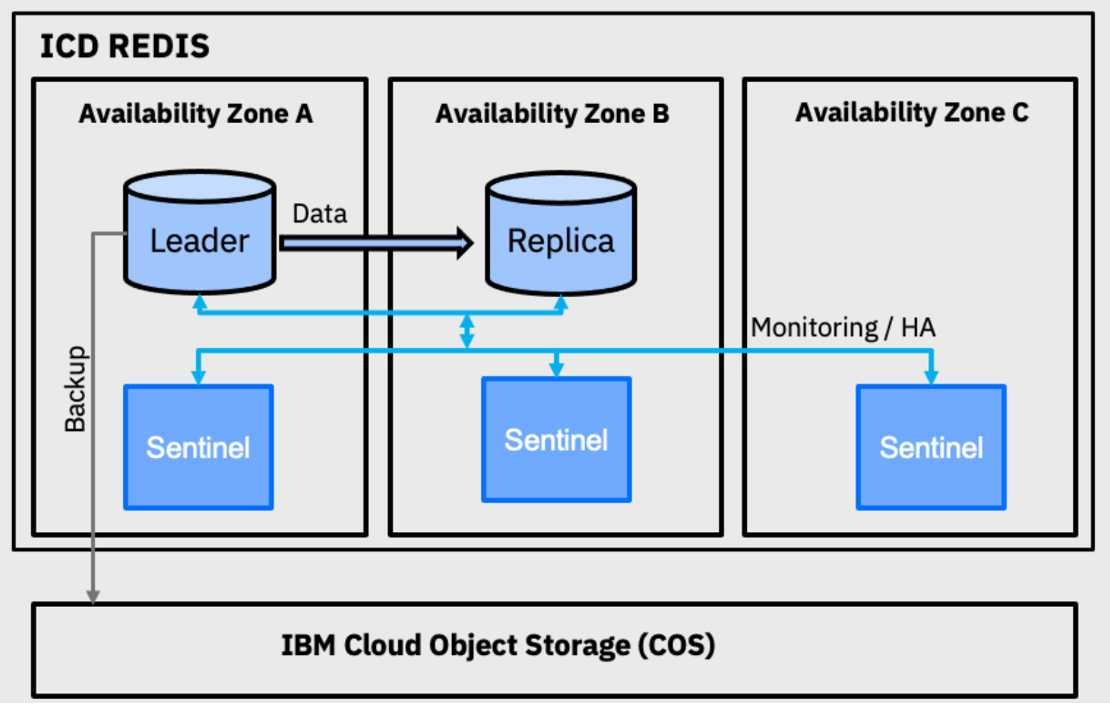 ICD REDIS
Availability Zone A
Availability Zone B
Availability Zone C
Leader
Data
Replica
Monitoring / HA
Backup
Sentinel
Sentinel
Sentinel
IBM Cloud Object Storage (COS)